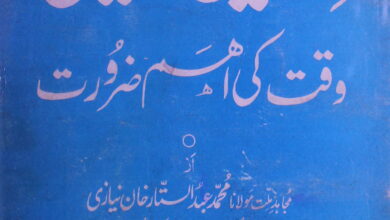 وقت کی اہم ضرورت
از
مجاہد ملت مولانا محمد عبدالستار خان نیازی